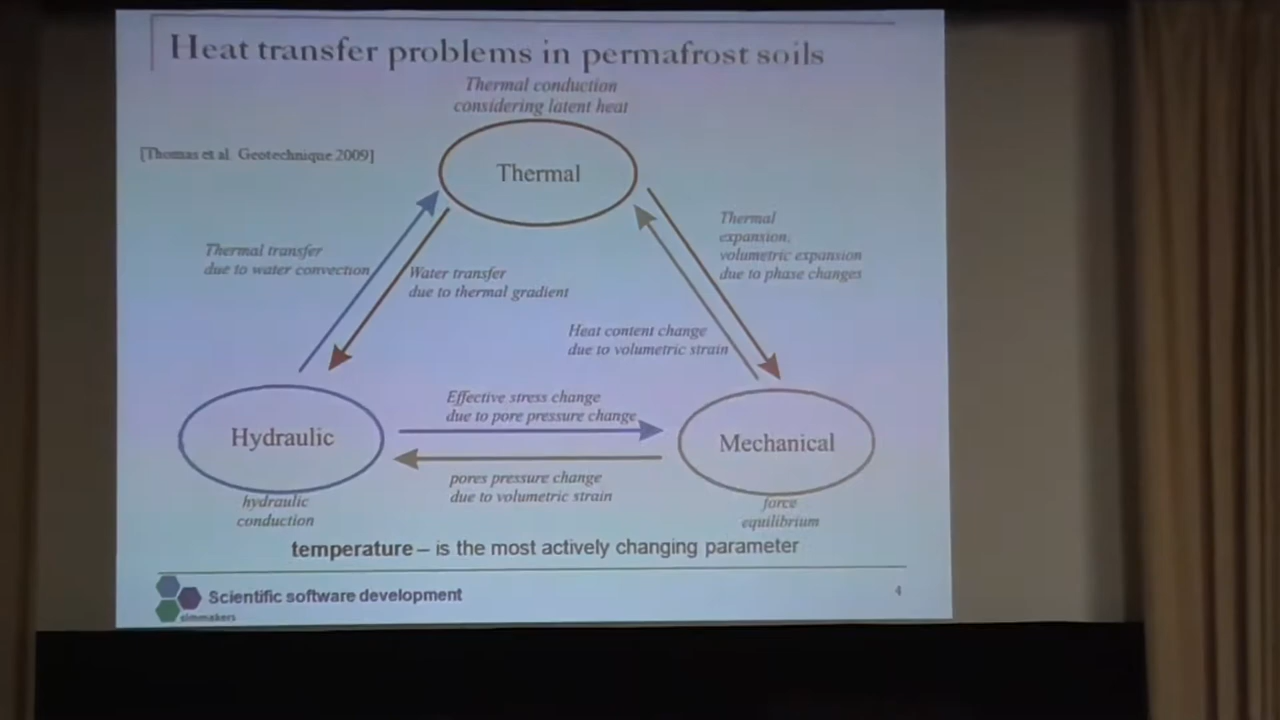 Heat transfer problems in permafrost soils
Thermal conduction
considering latent heat
[Thomas et al. Geotechnique 2009]
Thermal
Thermal transfer
due to water convection
Water transfer
due to thermal gradient
Thermal
expansion,
volumetric expansion
due to phase changes
Heat content change
due to volumetric strain
Effective stress change
due to pore pressure change
Hydraulic
Mechanical
pores pressure change
due to volumetric strain
hydraulic
conduction
force
equilibrium
temperature – is the most actively changing parameter
Scientific software development
simmakers
4